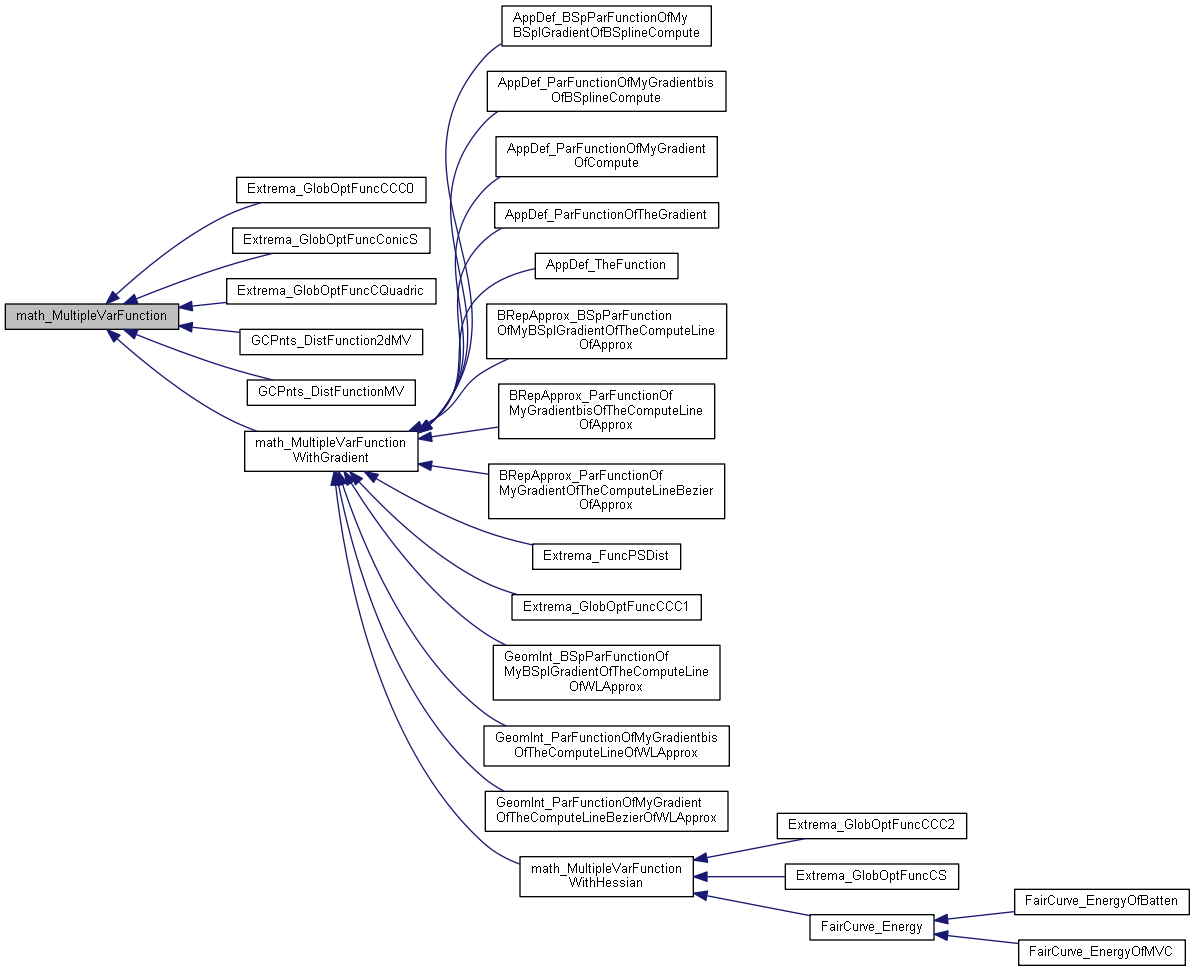 AppDef_BSpParFunctionOfMy
BSplGradientOfBSplineCompute
AppDef_ParFunctionOfMyGradientbis
OfBSplineCompute
AppDef_ParFunctionOfMyGradient
OfCompute
Extrema_GlobOptFuncCCC0
AppDef_ParFunctionOfTheGradient
Extrema_GlobOptFuncConicS
AppDef_TheFunction
Extrema_GlobOptFuncCQuadric
math_MultipleVarFunction
BRepApprox_BSpParFunction
OfMyBSplGradientOfTheComputeLine
OfApprox
GCPnts_DistFunction2dMV
GCPnts_DistFunctionMV
BRepApprox_ParFunctionOf
MyGradientbisOfTheComputeLine
OfApprox
math_MultipleVarFunction
WithGradient
BRepApprox_ParFunctionOf
MyGradientOfTheComputeLineBezier
OfApprox
Extrema_FuncPSDist
Extrema_GlobOptFuncCCC1
GeomInt_BSpParFunctionOf
MyBSplGradientOfTheComputeLine
OfWLApprox
GeomInt_ParFunctionOfMyGradientbis
OfTheComputeLineOfWLApprox
GeomInt_ParFunctionOfMyGradient
OfTheComputeLineBezierOfWLApprox
math_MultipleVarFunction
WithHessian
Extrema_GlobOptFuncCCC2
Extrema_GlobOptFuncCS
FairCurve_Energy
FairCurve_EnergyOfBatten
FairCurve_EnergyOfMVC